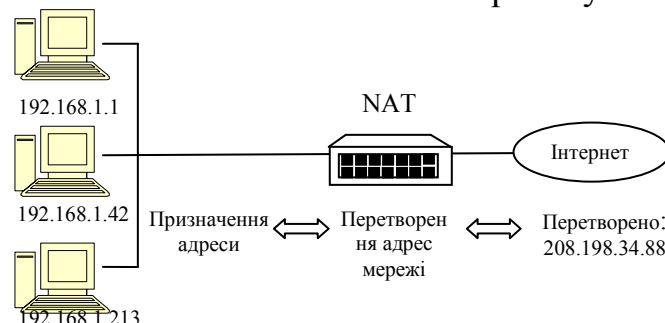 192.168.1.1
NAT
Інтернет
192.168.1.42
Призначення
адреси
Перетворен
ня адрес
мережі
Перетворено:
208.198.34.88
192.168.1.213